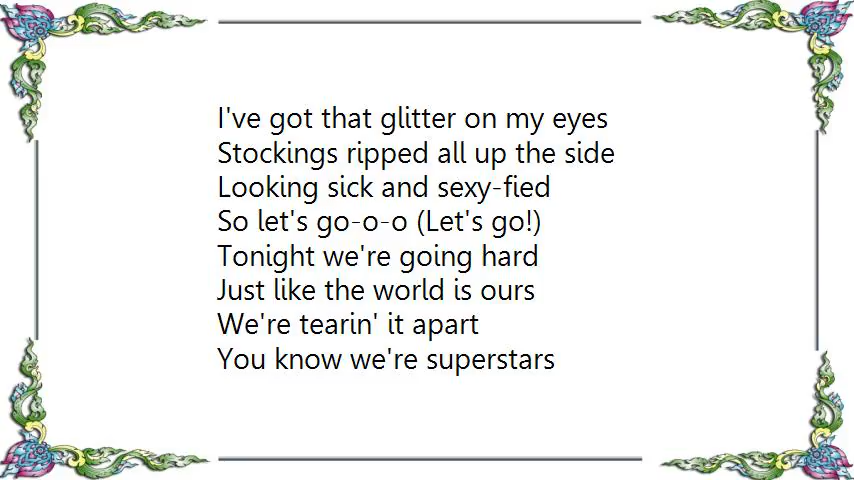 I've got that glitter on my eyes
Stockings ripped all up the side
Looking sick and sexy-fied
So let's go-o-o (Let's go!)
Tonight we're going hard
Just like the world is ours
We're tearin' it apart
You know we're superstars